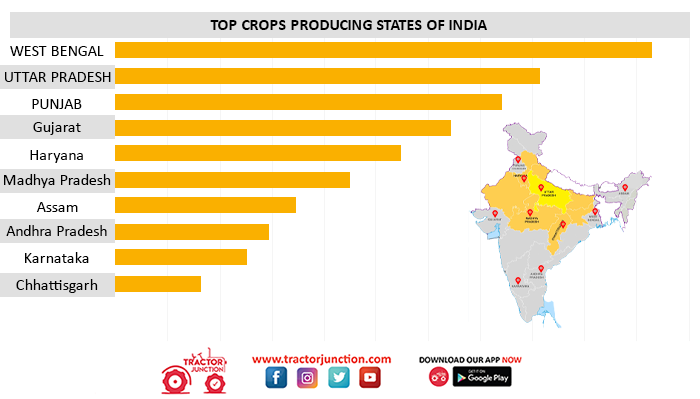 TOP CROPS PRODUCING STATES OF INDIA
WEST BENGAL
UTTAR PRADESH
PUNJAB
Gujarat
Haryana
Madhya Pradesh
Assam
Andhra Pradesh
Karnataka
Chhattisgarh
UTTAR
PRADESH
MADHYA
PRADESH
TRACTOR
JUNCTION
www.tractorjunction.com
DOWNLOAD OUR APP NOW
GET IT ON
Google Play